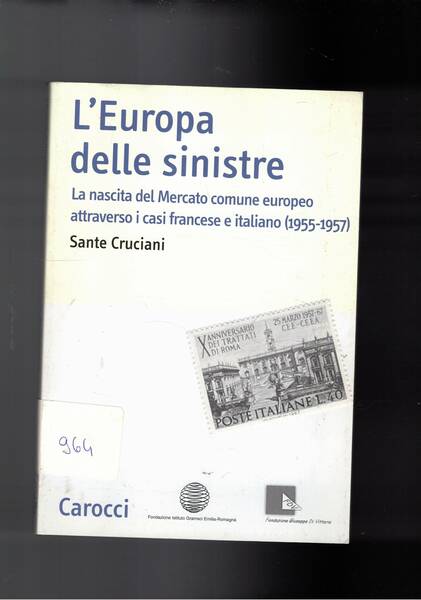 L'Europa
delle sinistre
La nascita del Mercato comune europeo
attraverso i casi francese e italiano (1955-1957)
Sante Cruciani
25 MARZO 1957-67
C.E.E.-C.E.E.A.
X ANNIVERSARIO
DEI TRATTATI
DI ROMA
POSTE ITALIANE L.40
964
Carocci
Fondazione Istituto Gramsci Emilia-Romagna
Fondazione Giuseppe Di Vittorio